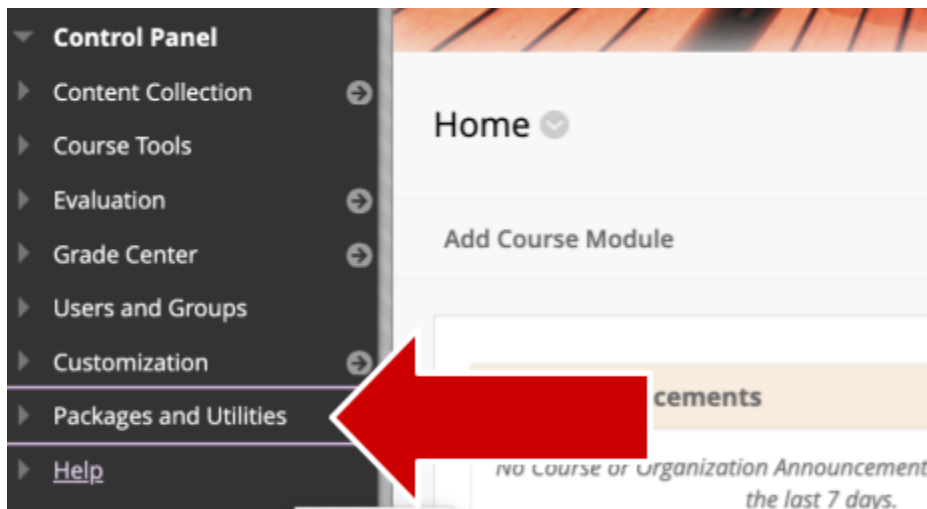 Control Panel
Content Collection
Course Tools
Evaluation
Grade Center
Users and Groups
Customization
Packages and Utilities
Help
Home
Add Course Module
cements
No Course or Organization Announcement
the last 7 days.